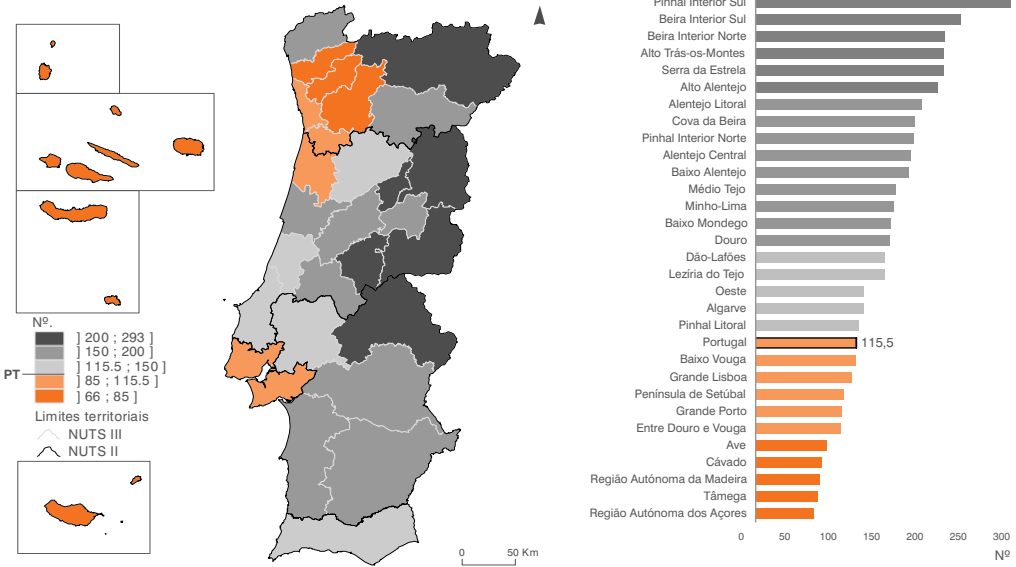 Nº.
] 200 ; 293 ]
] 150 ; 200 ]
] 115.5 ; 150 ]
PT
] 85 ; 115.5 ]
] 66 ; 85 ]
Limites territoriais
NUTS III
NUTS II
0 50 Km
Pinhal Interior Sul
Beira Interior Sul
Beira Interior Norte
Alto Trás-os-Montes
Serra da Estrela
Alto Alentejo
Alentejo Litoral
Cova da Beira
Pinhal Interior Norte
Alentejo Central
Baixo Alentejo
Médio Tejo
Minho-Lima
Baixo Mondego
Douro
Dão-Lafões
Lezíria do Tejo
Oeste
Algarve
Pinhal Litoral
Portugal 115,5
Baixo Vouga
Grande Lisboa
Península de Setúbal
Grande Porto
Entre Douro e Vouga
Ave
Cávado
Região Autónoma da Madeira
Tâmega
Região Autónoma dos Açores
0 50 100 150 200 250 300
Nº